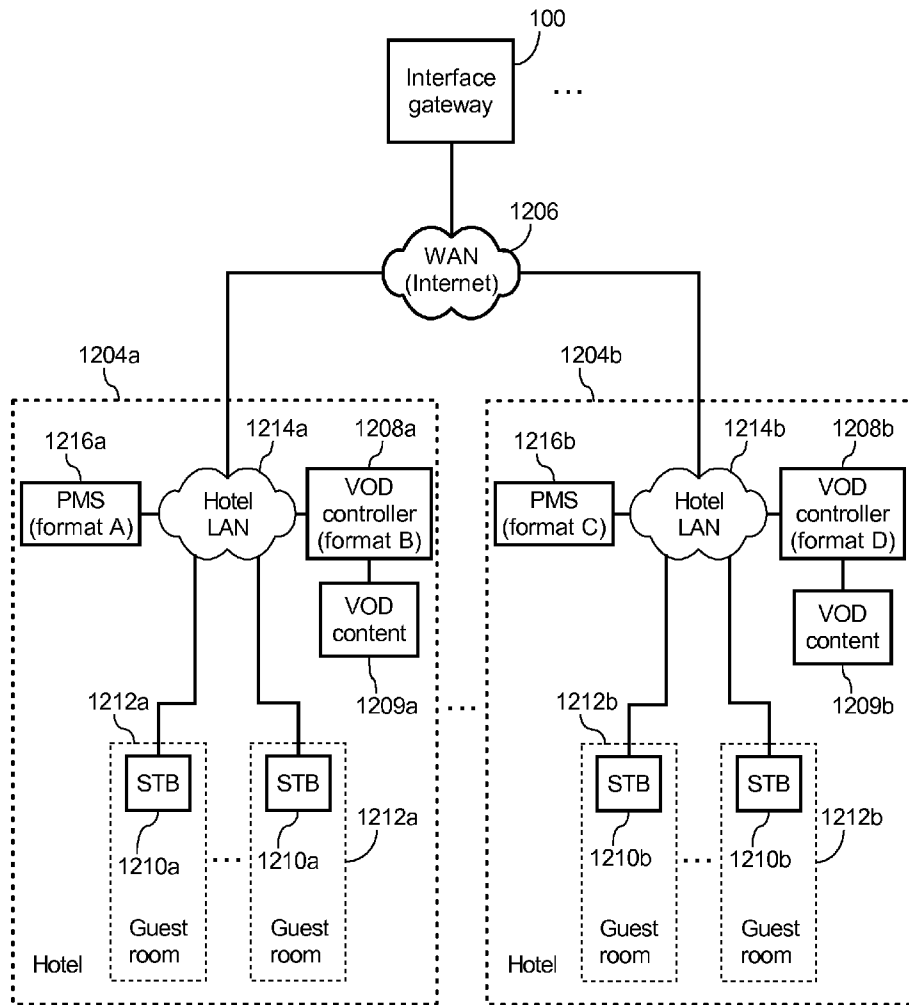 100
Interface
gateway
...
1206
WAN
(Internet)
1204a
1204b
1216a
1214a
1208a
PMS
(format A)
Hotel
LAN
VOD
controller
(format B)
VOD
content
1209a
1212a
STB
STB
1210a
...
1210a
1212a
Guest
room
Guest
room
Hotel
...
1216b
1214b
1208b
PMS
(format C)
Hotel
LAN
VOD
controller
(format D)
VOD
content
1209b
1212b
STB
STB
1210b
...
1210b
1212b
Guest
room
Guest
room
Hotel